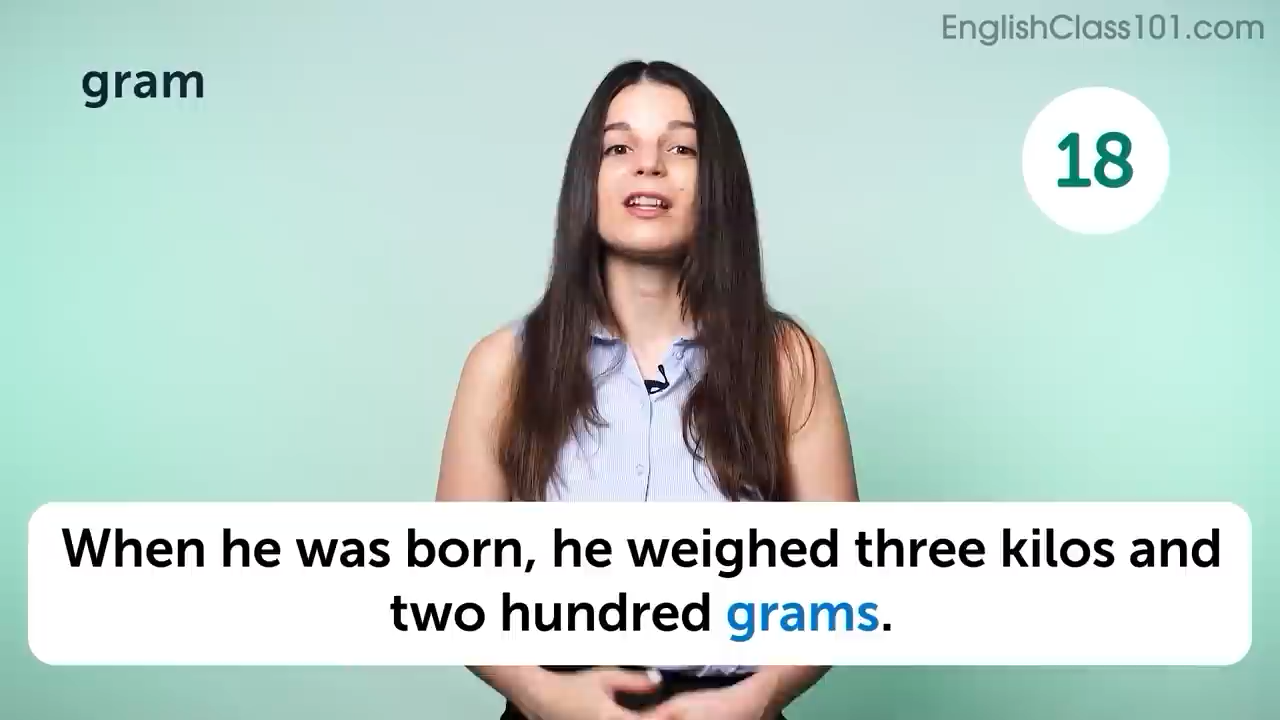 EnglishClass101.com
gram
18
When he was born, he weighed three kilos and
two hundred grams.